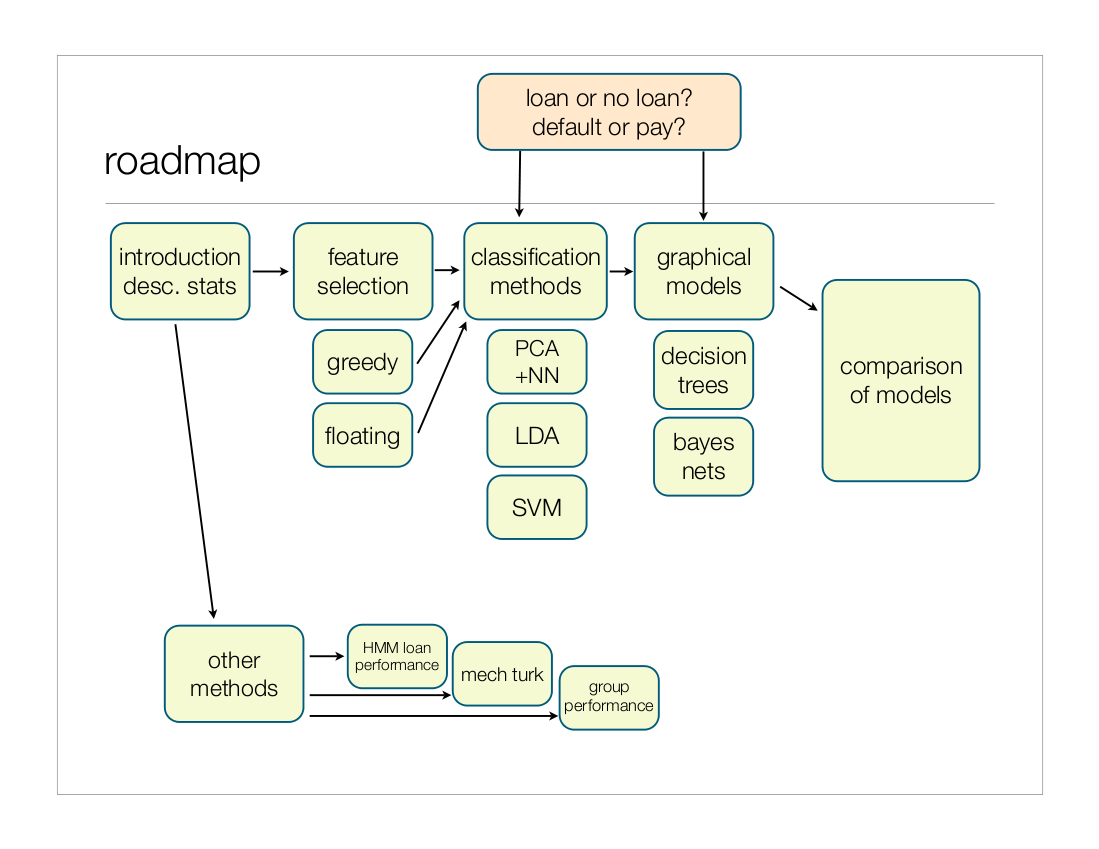 loan or no loan?
default or pay?
roadmap
introduction
desc. stats
feature
selection
classification
methods
graphical
models
comparison
of models
greedy
floating
PCA
+NN
LDA
SVM
decision
trees
bayes
nets
other
methods
HMM loan
performance
mech turk
group
performance